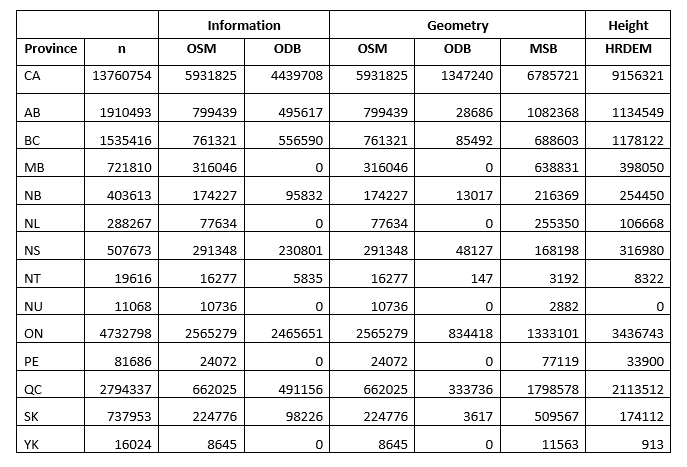 Information Geometry Height
Province n OSM ODB OSM ODB MSB HRDEM
CA 13760754 5931825 4439708 5931825 1347240 6785721 9156321
AB 1910493 799439 495617 799439 28686 1082368 1134549
BC 1535416 761321 556590 761321 85492 688603 1178122
MB 721810 316046 0 316046 0 638831 398050
NB 403613 174227 95832 174227 13017 216369 254450
NL 288267 77634 0 77634 0 255350 106668
NS 507673 291348 230801 291348 48127 168198 316980
NT 19616 16277 5835 16277 147 3192 8322
NU 11068 10736 0 10736 0 2882 0
ON 4732798 2565279 2465651 2565279 834418 1333101 3436743
PE 81686 24072 0 24072 0 77119 33900
QC 2794337 662025 491156 662025 333736 1798578 2113512
SK 737953 224776 98226 224776 3617 509567 174112
YK 16024 8645 0 8645 0 11563 913